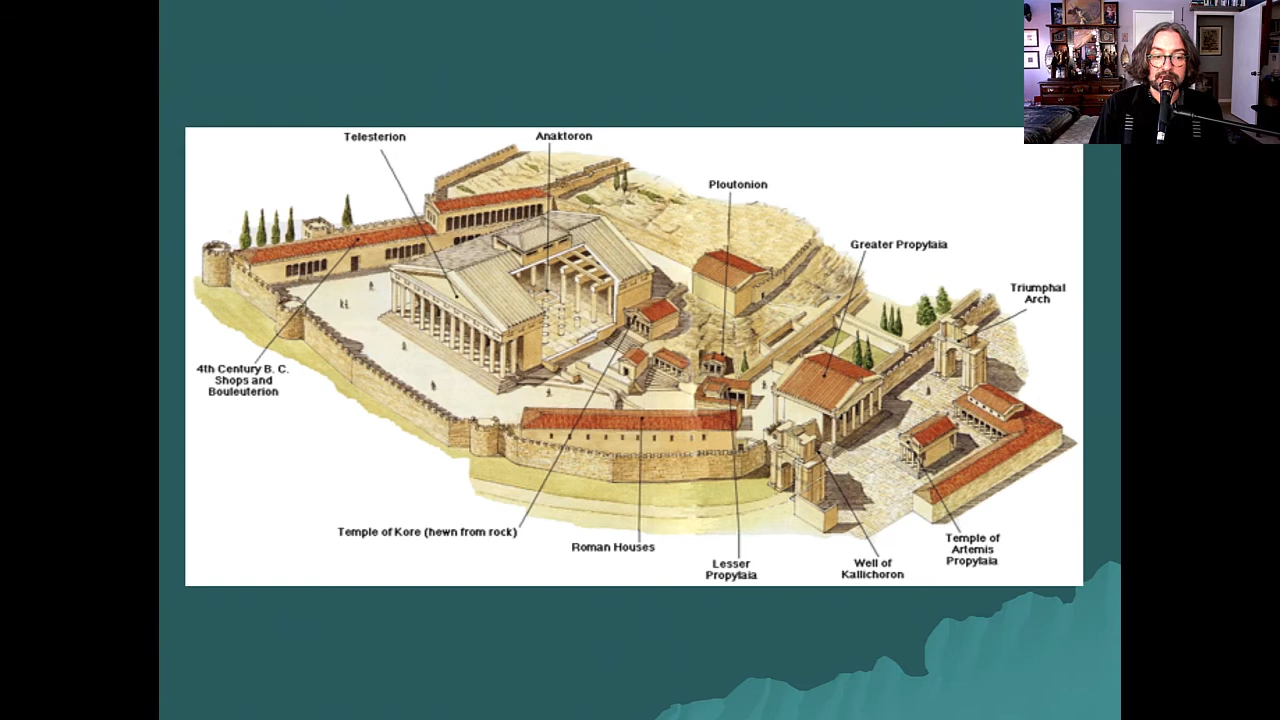 Telesterion
Anaktoron
Ploutonion
Greater Propylaia
Triumphal
Arch
4th Century B. C.
Shops and
Bouleuterion
Temple of Kore (hewn from rock)
Roman Houses
Lesser
Propylaia
Well of
Kallichoron
Temple of
Artemis
Propylaia